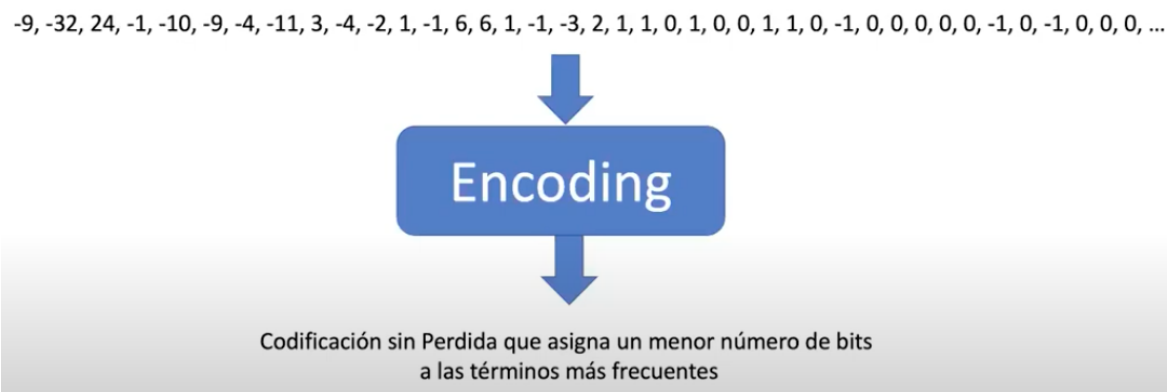 -9, -32, 24, -1, -10, -9, -4, -11, 3, -4, -2, 1, -1, 6, 6, 1, -1, -3, 2, 1, 1, 0, 1, 0, 0, 1, 1, 0, -1, 0, 0, 0, 0, 0, -1, 0, -1, 0, 0, 0, ...
Encoding
Codificación sin Perdida que asigna un menor número de bits
a las términos más frecuentes